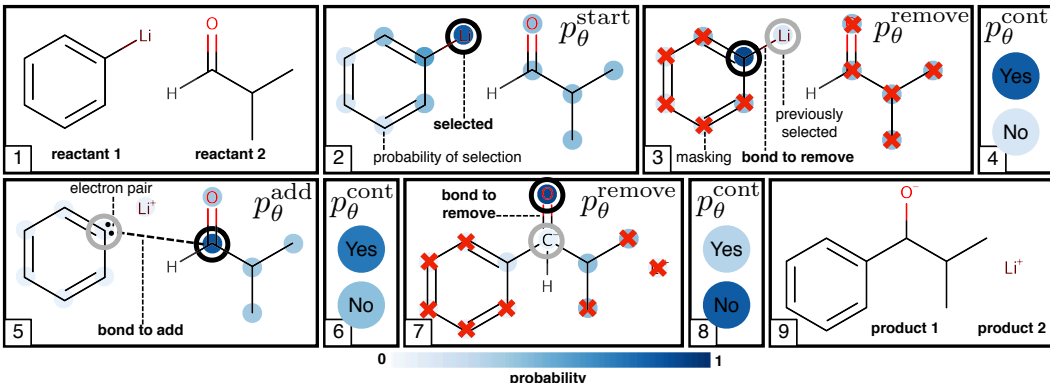 Li
O
H
1
reactant 1
reactant 2
Li
O
H
p_θ^start
selected
2
probability of selection
Li
H
p_θ^remove
previously
selected
3
masking
bond to remove
p_θ^cont
Yes
No
4
electron pair
Li⁺
O
H
p_θ^add
5
bond to add
p_θ^cont
Yes
No
6
bond to
remove
O
C
H
p_θ^remove
7
p_θ^cont
Yes
No
8
O⁻
Li⁺
9
product 1
product 2
0
1
probability